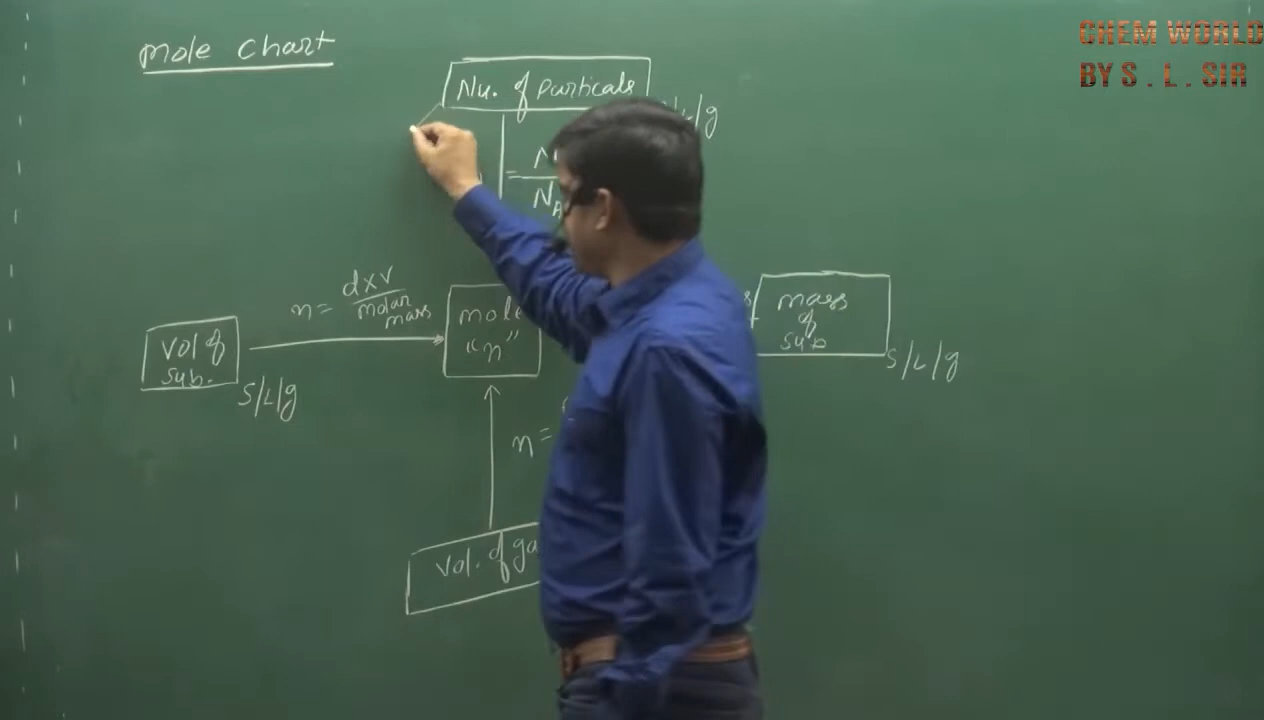 mole chart
CHEM WORLD
BY S . L . SIR
Nu. of particals
/g
= N
NA
n = d×v
molar
mass
Vol of
sub.
S/L/g
mole
"n"
mass
of
sub
S/L/g
n =
Vol. of ga